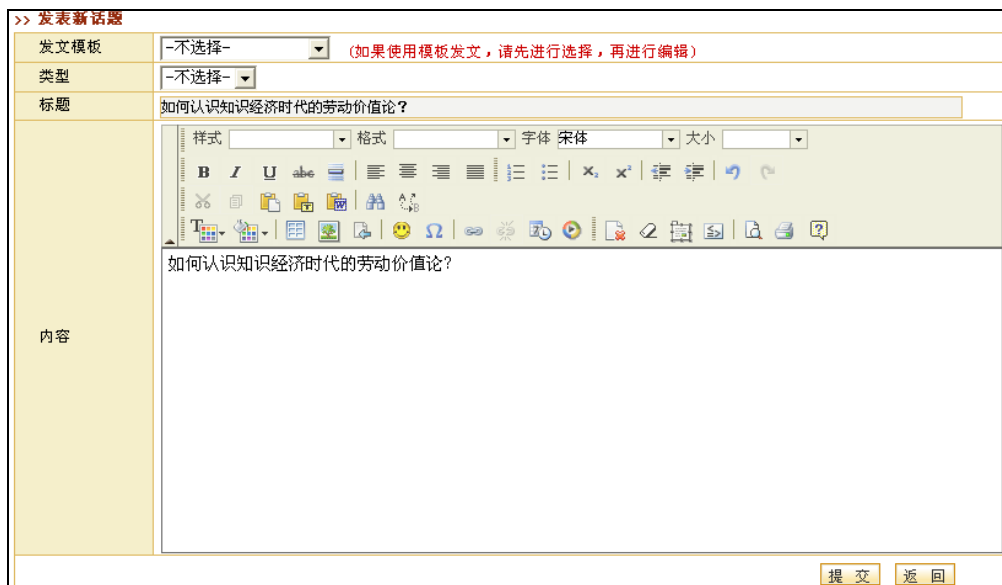 >> 发表新话题
发文模板 -不选择- (如果使用模板发文，请先进行选择，再进行编辑)
类型 -不选择-
标题 如何认识知识经济时代的劳动价值论?
样式 格式 字体 宋体 大小
B I U abc
如何认识知识经济时代的劳动价值论?
内容
提 交 返 回